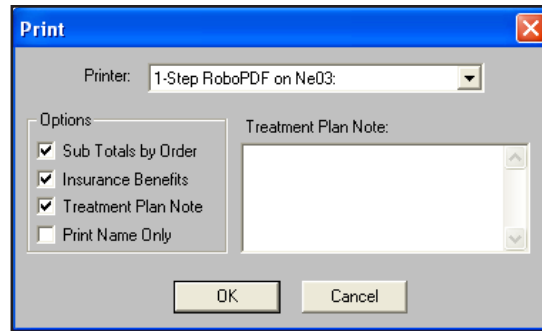 Print
Printer: 1-Step RoboPDF on Ne03:
Options
Sub Totals by Order
Insurance Benefits
Treatment Plan Note
Print Name Only
Treatment Plan Note:
OK Cancel